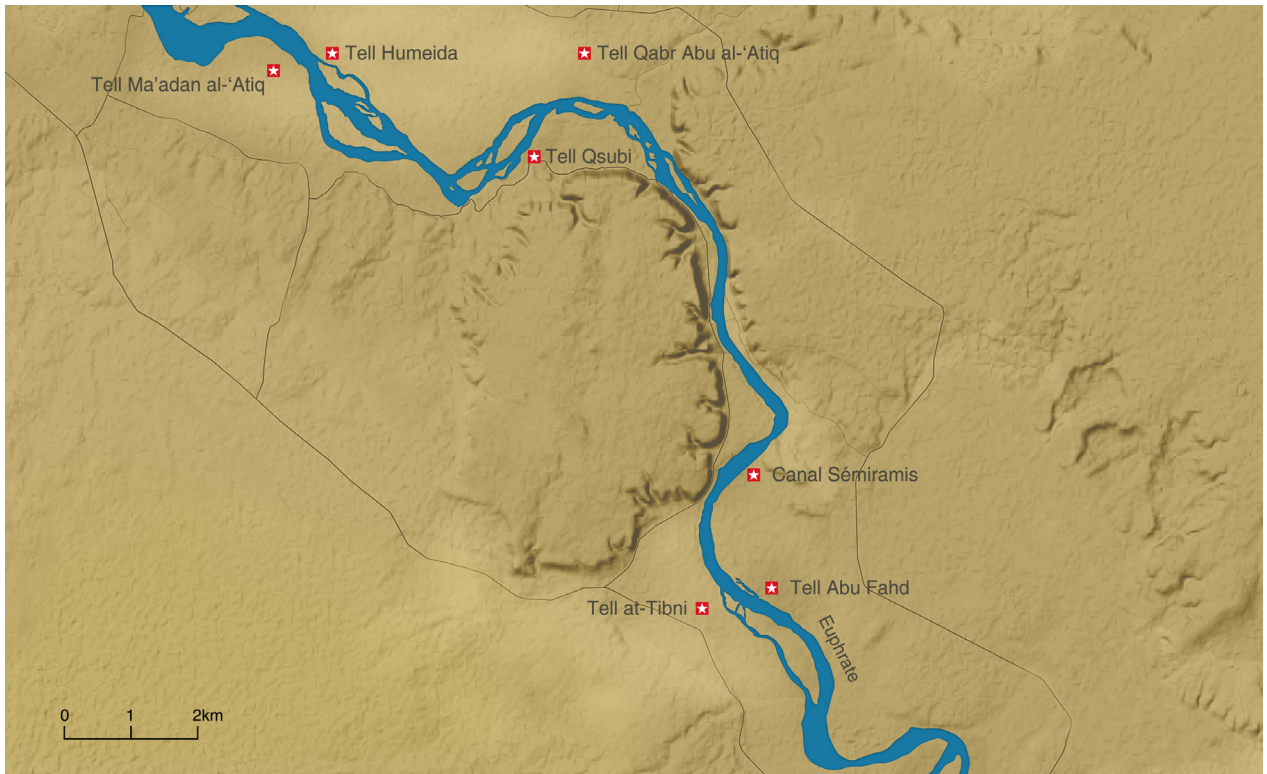 Tell Humeida
Tell Qabr Abu al-‘Atiq
Tell Ma’adan al-‘Atiq
Tell Qsubi
Canal Sémiramis
Tell Abu Fahd
Tell at-Tibni
Euphrate
0 1 2km